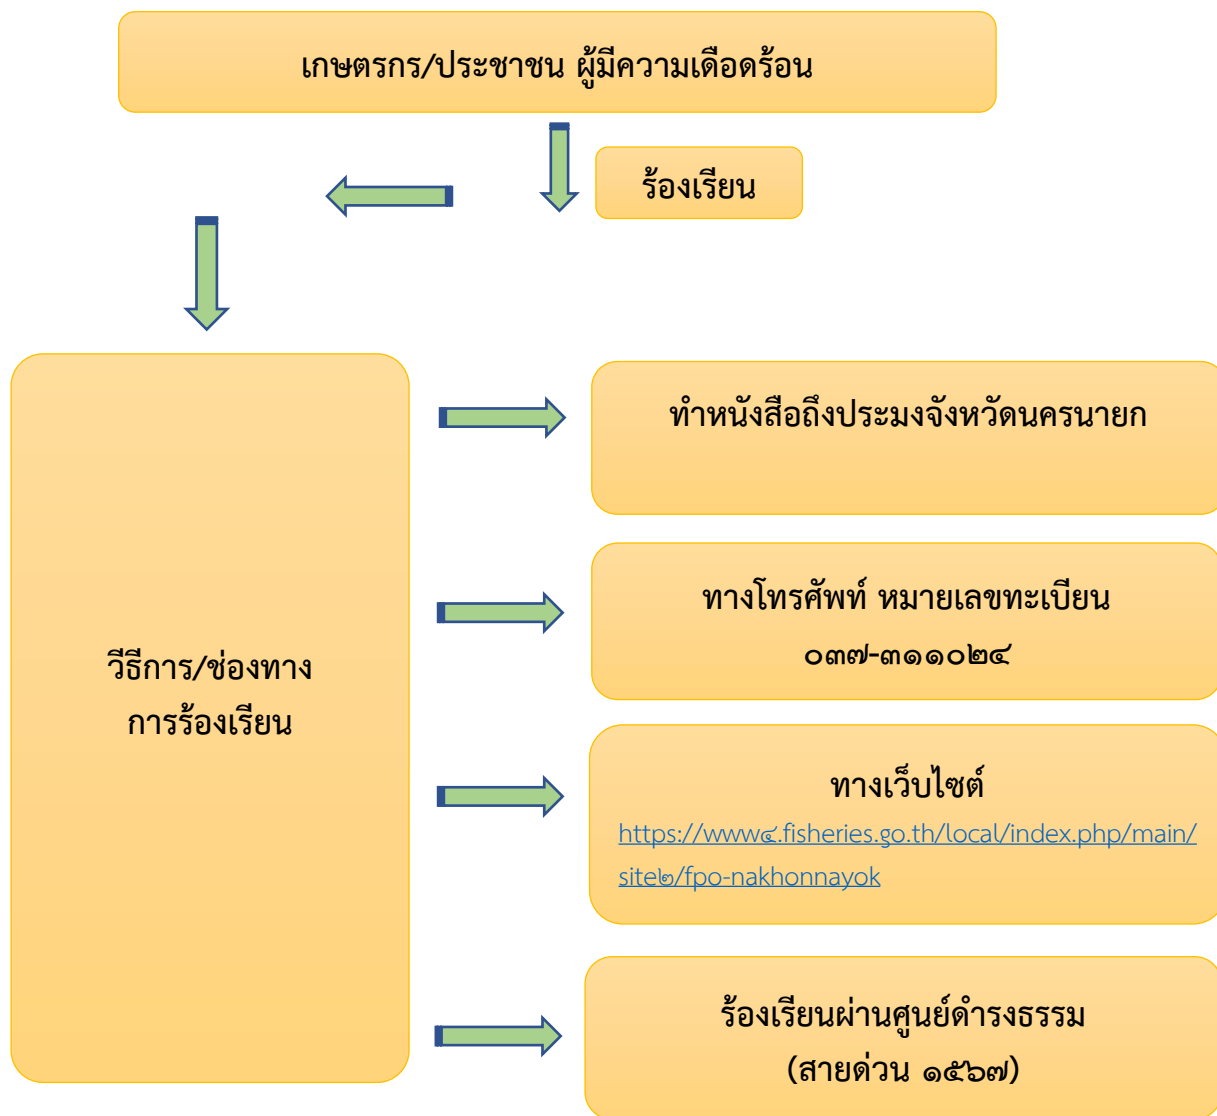 เกษตรกร/ประชาชน ผู้มีความเดือดร้อน
ร้องเรียน
วีธีการ/ช่องทาง
การร้องเรียน
ทำหนังสือถึงประมงจังหวัดนครนายก
ทางโทรศัพท์ หมายเลขทะเบียน
๐๓๗-๓๑๑๐๒๔
ทางเว็บไซต์
https://www๔.fisheries.go.th/local/index.php/main/
site๒/fpo-nakhonnayok
ร้องเรียนผ่านศูนย์ดำรงธรรม
(สายด่วน ๑๕๖๗)